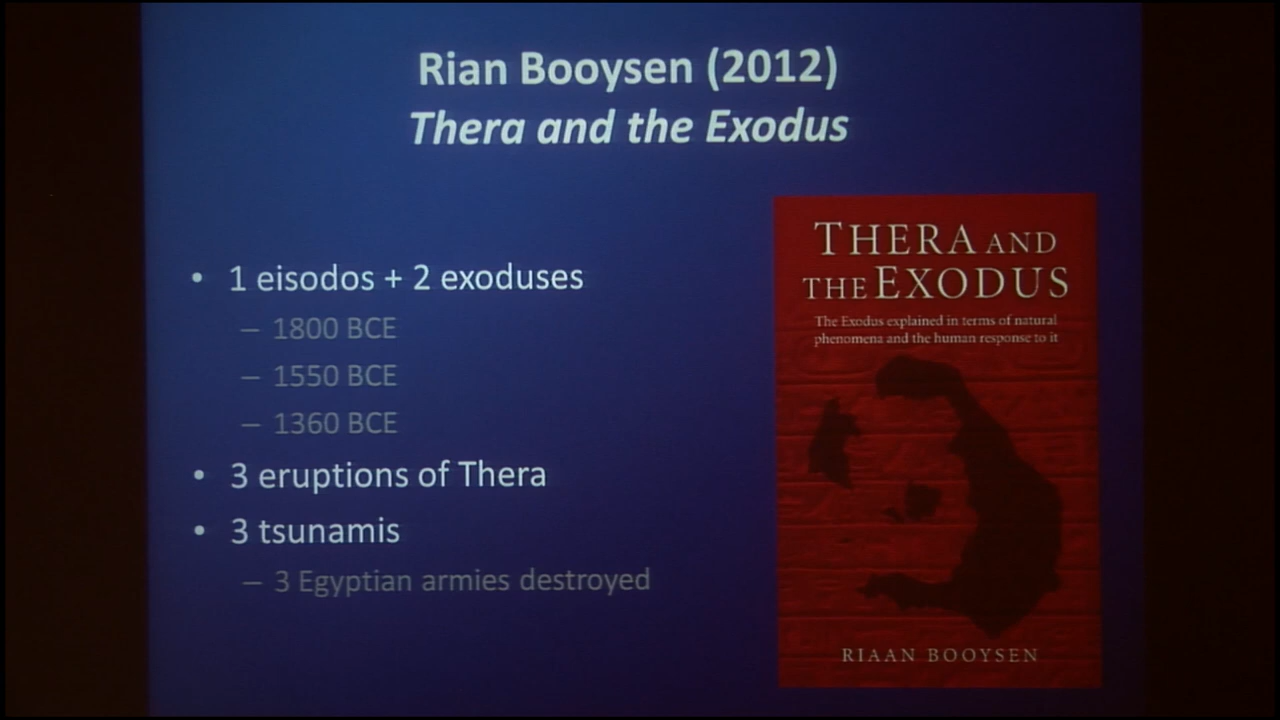 Rian Booysen (2012)
Thera and the Exodus
• 1 eisodos + 2 exoduses
– 1800 BCE
– 1550 BCE
– 1360 BCE
• 3 eruptions of Thera
• 3 tsunamis
– 3 Egyptian armies destroyed
THERA AND
THE EXODUS
The Exodus explained in terms of natural
phenomena and the human response to it
RIAAN BOOYSEN